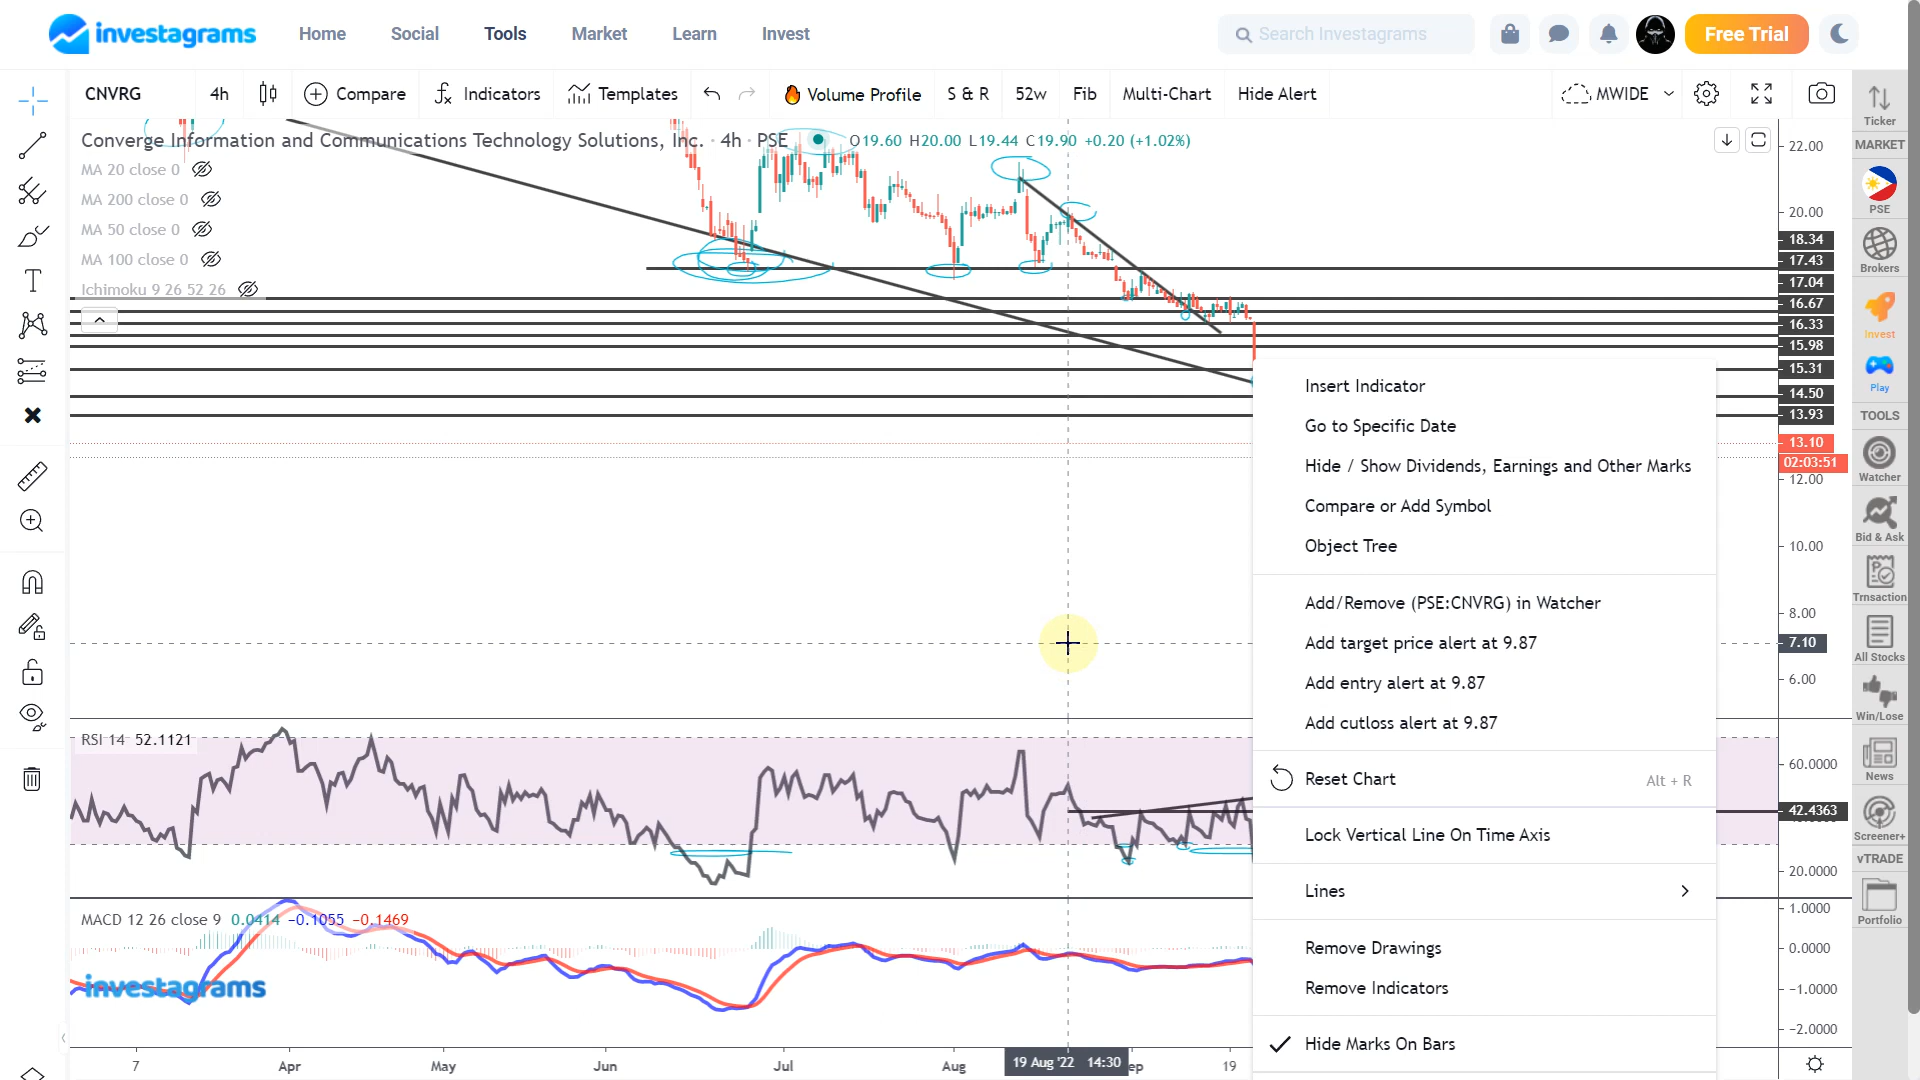 investagrams
Home
Social
Tools
Market
Learn
Invest
Search Investagrams
Free Trial
CNVRG
4h
Compare
Indicators
Templates
Volume Profile
S & R
52w
Fib
Multi-Chart
Hide Alert
MWIDE
Converge Information and Communications Technology Solutions, Inc. · 4h · PSE
O19.60 H20.00 L19.44 C19.90 +0.20 (+1.02%)
MA 20 close 0
MA 200 close 0
MA 50 close 0
MA 100 close 0
Ichimoku 9 26 52 26
22.00
20.00
18.34
17.43
17.04
16.67
16.33
15.98
15.31
14.50
13.93
13.10
02:03:51
12.00
10.00
8.00
7.10
6.00
Insert Indicator
Go to Specific Date
Hide / Show Dividends, Earnings and Other Marks
Compare or Add Symbol
Object Tree
Add/Remove (PSE:CNVRG) in Watcher
Add target price alert at 9.87
Add entry alert at 9.87
Add cutloss alert at 9.87
Reset Chart
Alt + R
Lock Vertical Line On Time Axis
Lines
Remove Drawings
Remove Indicators
Hide Marks On Bars
RSI 14 52.1121
60.0000
42.4363
20.0000
MACD 12 26 close 9 0.0414 −0.1055 −0.1469
1.0000
0.0000
−1.0000
−2.0000
investagrams
7
Apr
May
Jun
Jul
Aug
19 Aug '22 14:30
ep
19
Ticker
MARKET
PSE
Brokers
Invest
Play
TOOLS
Watcher
Bid & Ask
Trnsaction
All Stocks
Win/Lose
News
Screener+
vTRADE
Portfolio